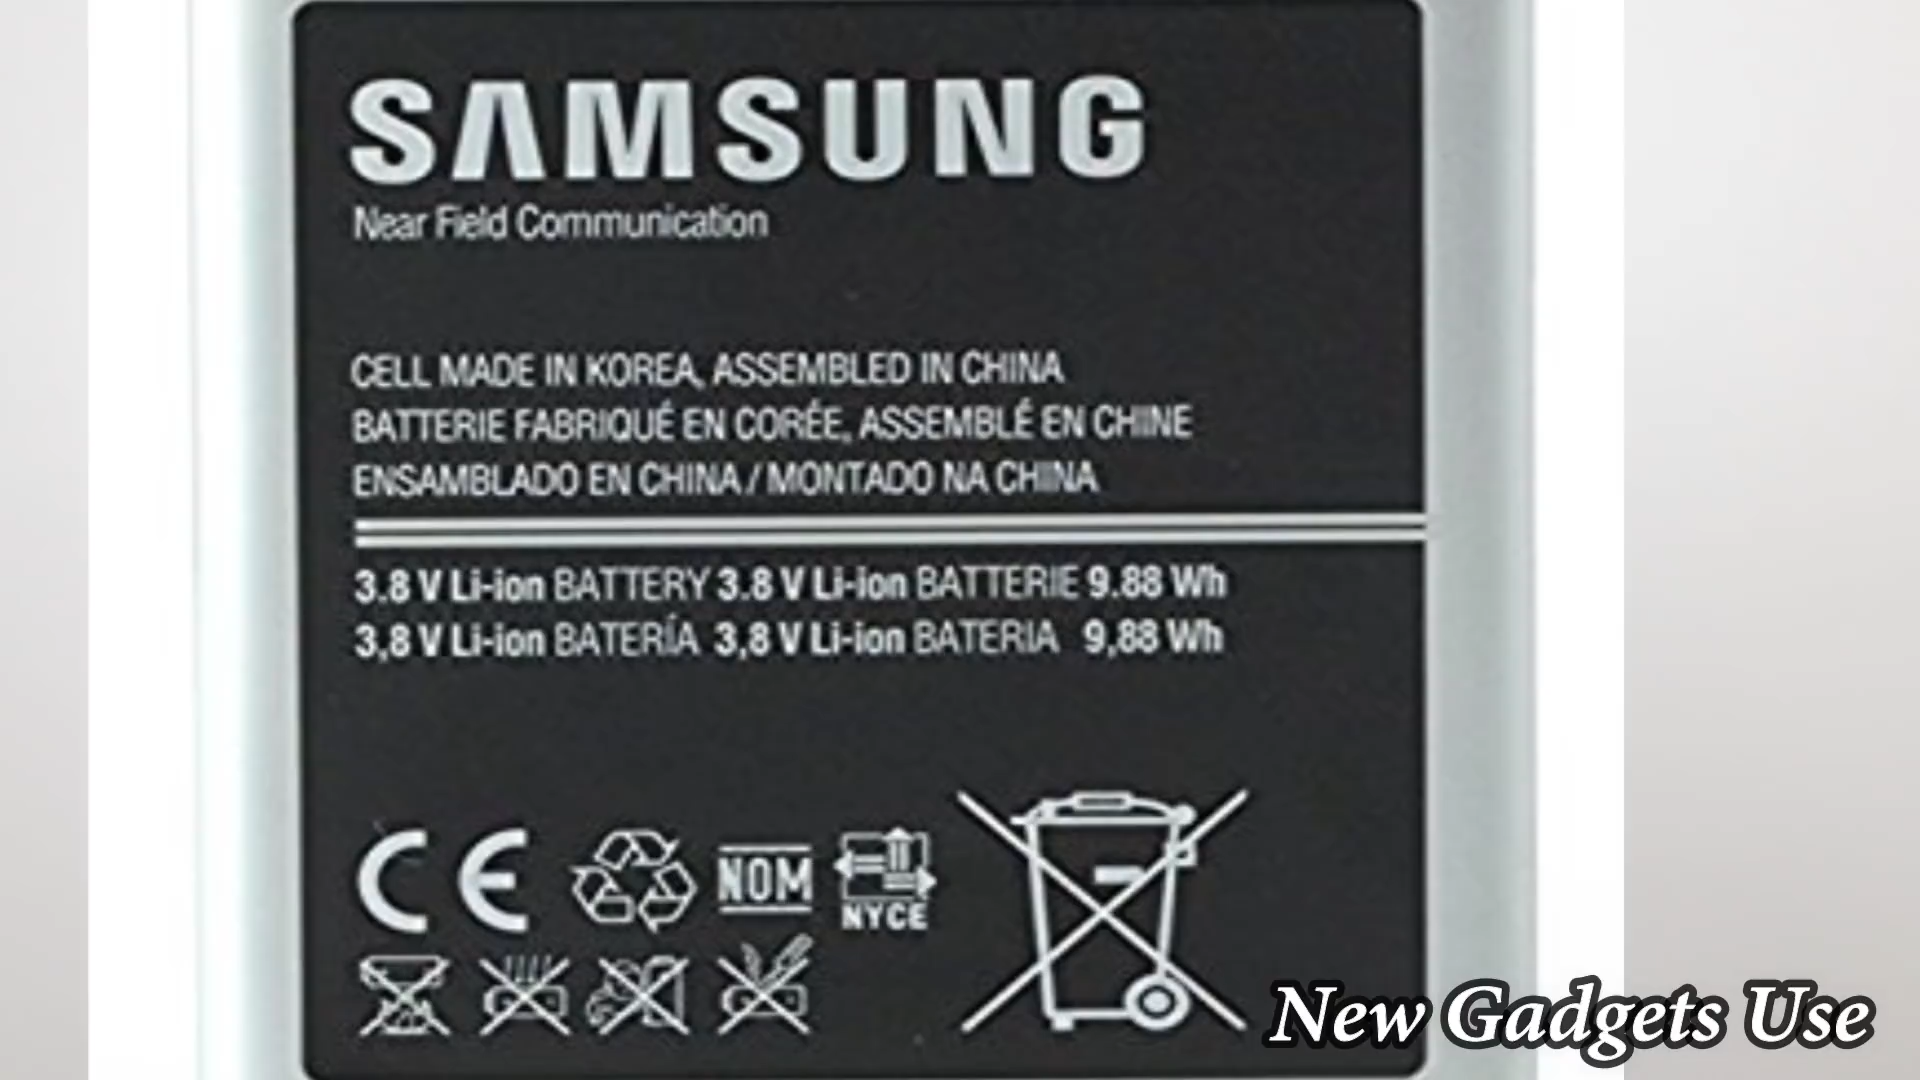 SAMSUNG
Near Field Communication
CELL MADE IN KOREA, ASSEMBLED IN CHINA
BATTERIE FABRIQUÉ EN CORÉE, ASSEMBLÉ EN CHINE
ENSAMBLADO EN CHINA / MONTADO NA CHINA
3.8 V Li-ion BATTERY 3.8 V Li-ion BATTERIE 9.88 Wh
3,8 V Li-ion BATERÍA 3,8 V Li-ion BATERIA 9,88 Wh
CE NOM NYCE
New Gadgets Use